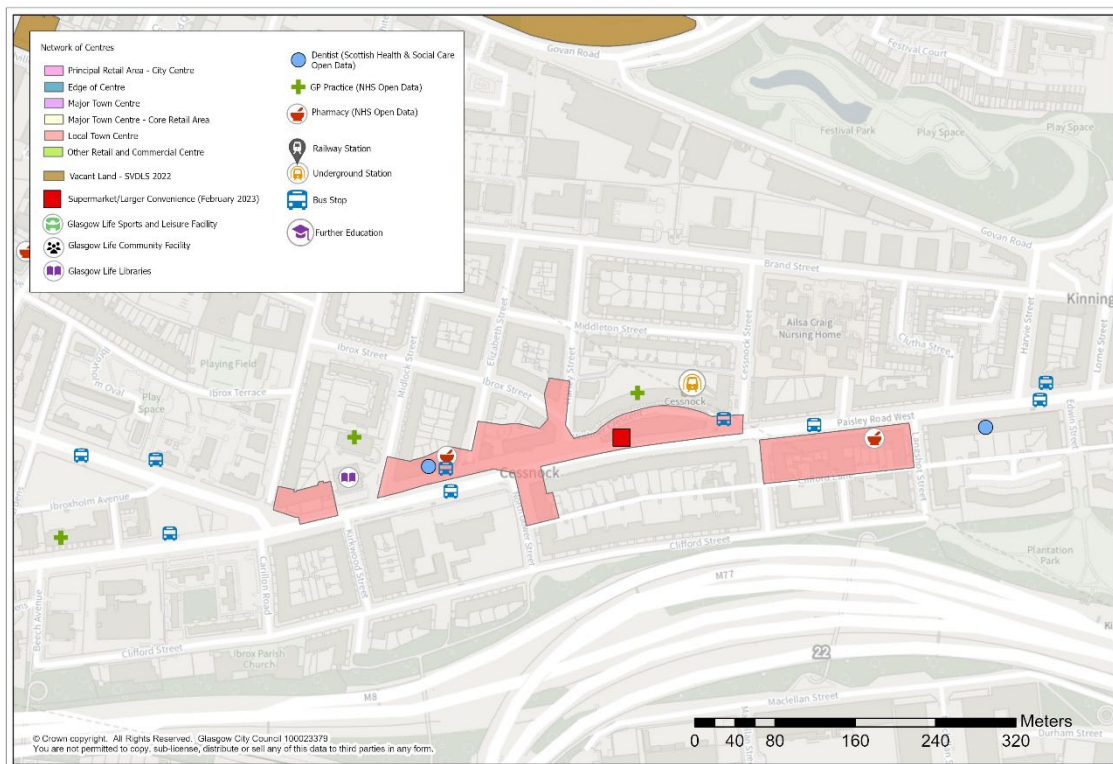 Network of Centres
Principal Retail Area - City Centre
Edge of Centre
Major Town Centre
Major Town Centre - Core Retail Area
Local Town Centre
Other Retail and Commercial Centre
Vacant Land - SVDLS 2022
Supermarket/Larger Convenience (February 2023)
Glasgow Life Sports and Leisure Facility
Glasgow Life Community Facility
Glasgow Life Libraries
Dentist (Scottish Health & Social Care
Open Data)
GP Practice (NHS Open Data)
Pharmacy (NHS Open Data)
Railway Station
Underground Station
Bus Stop
Further Education
Govan Road
Festival Court
Festival Park
Play Space
Play Space
Govan Road
Brand Street
Kinning
Harvie Street
Lorne Street
Elizabeth Street
Middleton Street
Cessnock Street
Ailsa Craig
Nursing Home
Clutha Street
Ibrox Street
Midlock Street
Playing Field
Ibrox Terrace
Play
Space
Ibrox Street
Cessnock
Paisley Road West
Edwin Street
Langshot Street
Clifford Lane
Cessnock
Ibroxholm Avenue
Clifford Street
Plantation
Park
Kirkwood Street
Carillon Road
Beech Avenue
M77
Clifford Street
Ibrox Parish
Church
M8
22
Maclellan Street
Durham Street
Meters
0 40 80 160 240 320
© Crown copyright. All Rights Reserved. Glasgow City Council 100023379
You are not permitted to copy, sub-license, distribute or sell any of this data to third parties in any form.